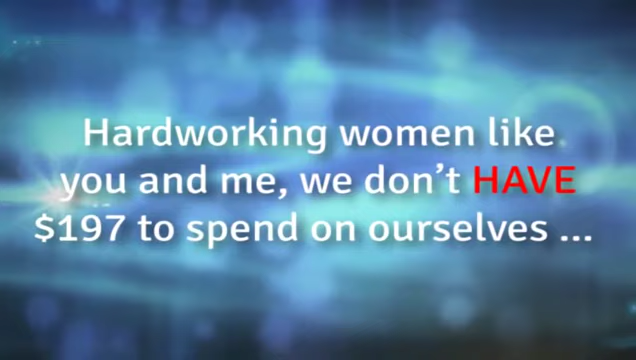 Hardworking women like
you and me, we don't HAVE
$197 to spend on ourselves ...